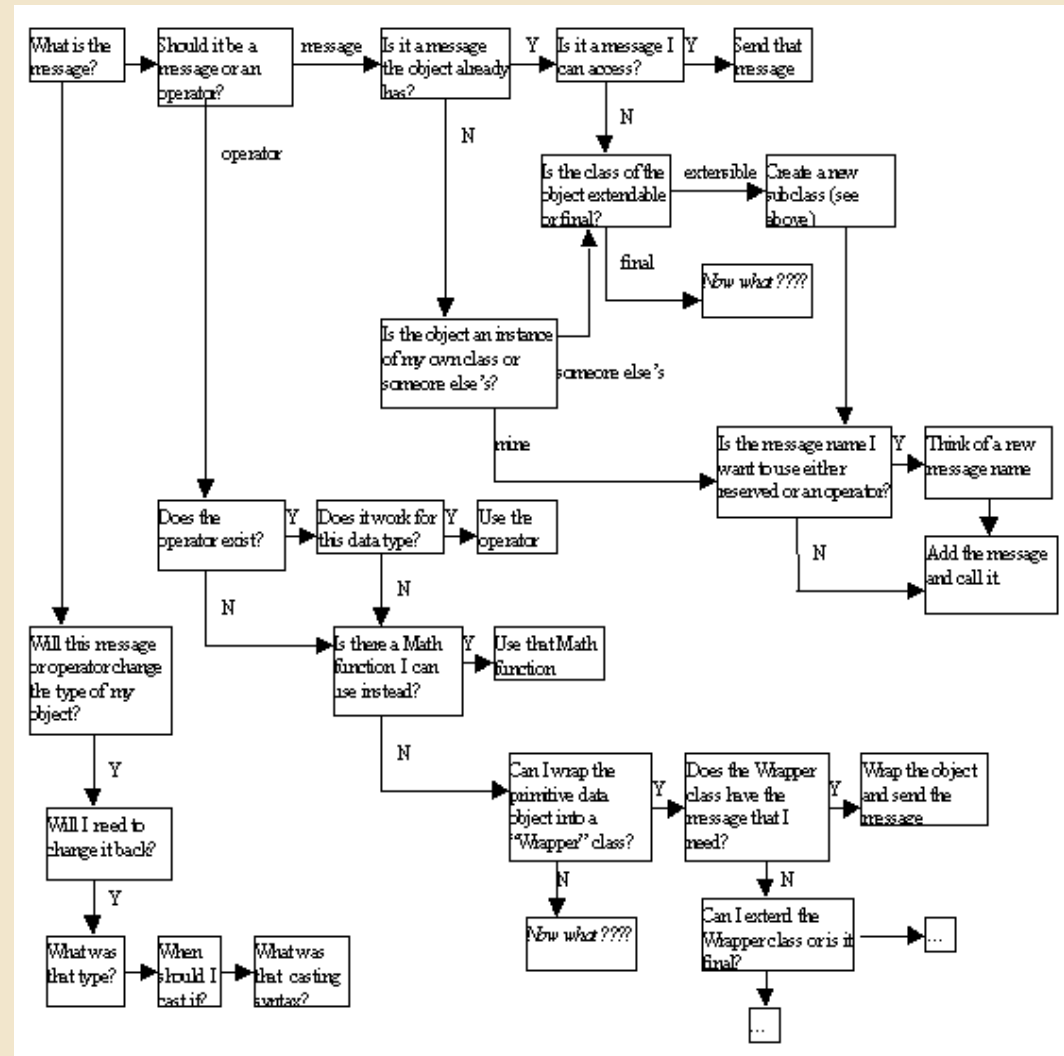 What is the
message?
Should it be a
message or an
operator?
message
Is it a message
the object already
has?
Y
Is it a message I
can access?
Y
Send that
message
N
N
operator
Is the class of the
object extendable
or final?
extersible
Create a new
subclass (see
above)
final
Now what ????
Is the object an instance
of my own class or
someore else's?
someore else's
mine
Is the message name I
want to use either
reserved or an operator?
Y
Think of a new
message name
N
Add the message
and call it.
Does the
operator exist?
Y
Does it work for
this data type?
Y
Use the
operator
N
N
Will this message
or operator change
the type of my
object?
Is there a Math
function I can
use instead?
Y
Use that Math
function
N
Y
Can I wrap the
primitive data
object into a
"Wrapper" class?
Y
Does the Wrapper
class have the
message that I
need?
Y
Wrap the object
and send the
message
Will I need to
change it back?
N
N
Y
Now what ????
Can I extend the
Wrapper class or is it
final?
...
What was
that type?
When
should I
cast it?
What was
that casting
syntax?
...